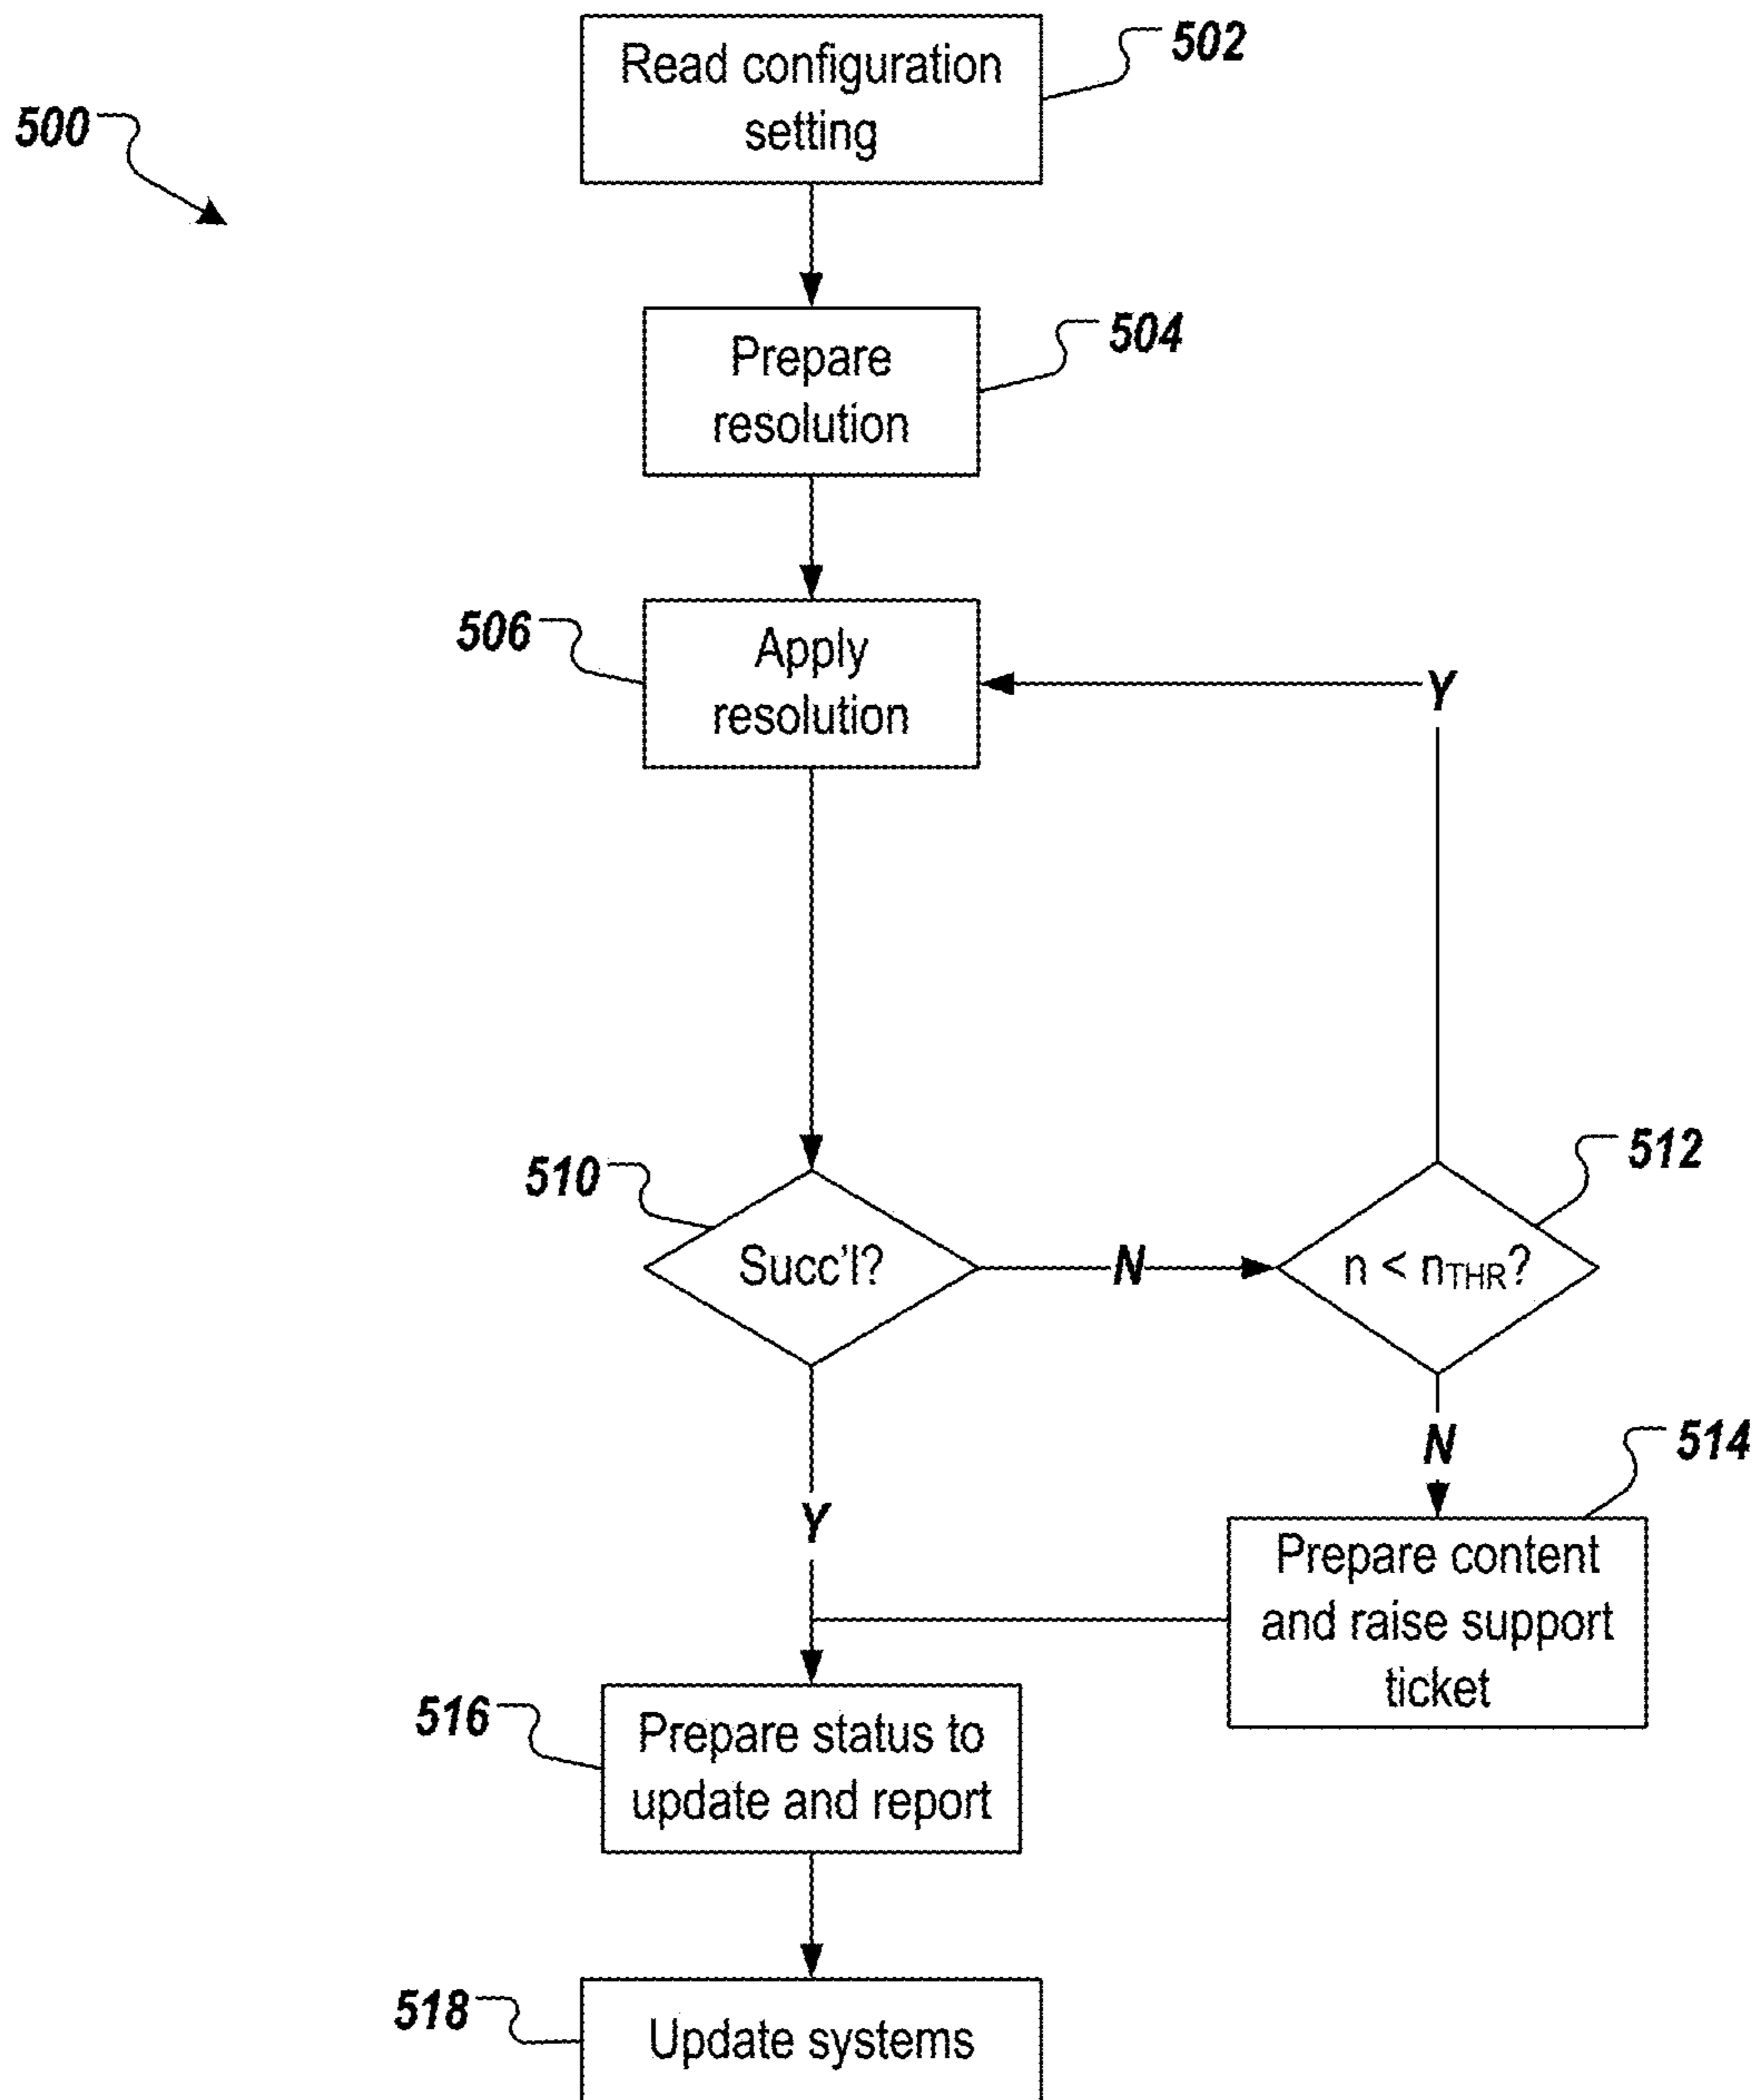 502
Read configuration
setting
500
504
Prepare
resolution
506
Apply
resolution
Y
512
510
Succ'l?
N
n < nTHR?
N
514
Y
Prepare content
and raise support
ticket
516
Prepare status to
update and report
518
Update systems